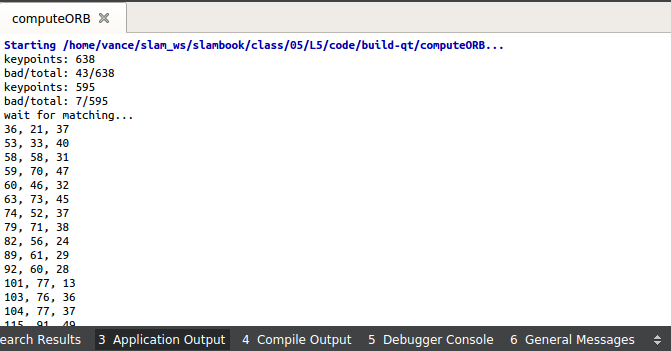 computeORB
Starting /home/vance/slam_ws/slambook/class/05/L5/code/build-qt/computeORB...
keypoints: 638
bad/total: 43/638
keypoints: 595
bad/total: 7/595
wait for matching...
36, 21, 37
53, 33, 40
58, 58, 31
59, 70, 47
60, 46, 32
63, 73, 45
74, 52, 37
79, 71, 38
82, 56, 24
89, 61, 29
92, 60, 28
101, 77, 13
103, 76, 36
104, 77, 37
115, 91, 49
earch Results 3 Application Output 4 Compile Output 5 Debugger Console 6 General Messages